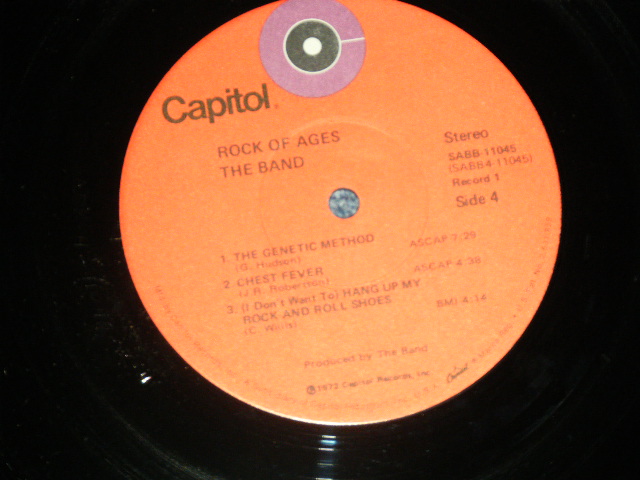 Capitol
ROCK OF AGES
THE BAND
Stereo
SABB-11045
(SABB4-11045)
Record 1
Side 4
1. THE GENETIC METHOD ASCAP 7:29
(G. Hudson)
2. CHEST FEVER ASCAP 4:38
(J.R. Robertson)
3. (I Don't Want To) HANG UP MY
ROCK AND ROLL SHOES BMI 4:14
(C. Willis)
Produced by The Band
Ⓟ1972 Capitol Records, Inc.
Capitol